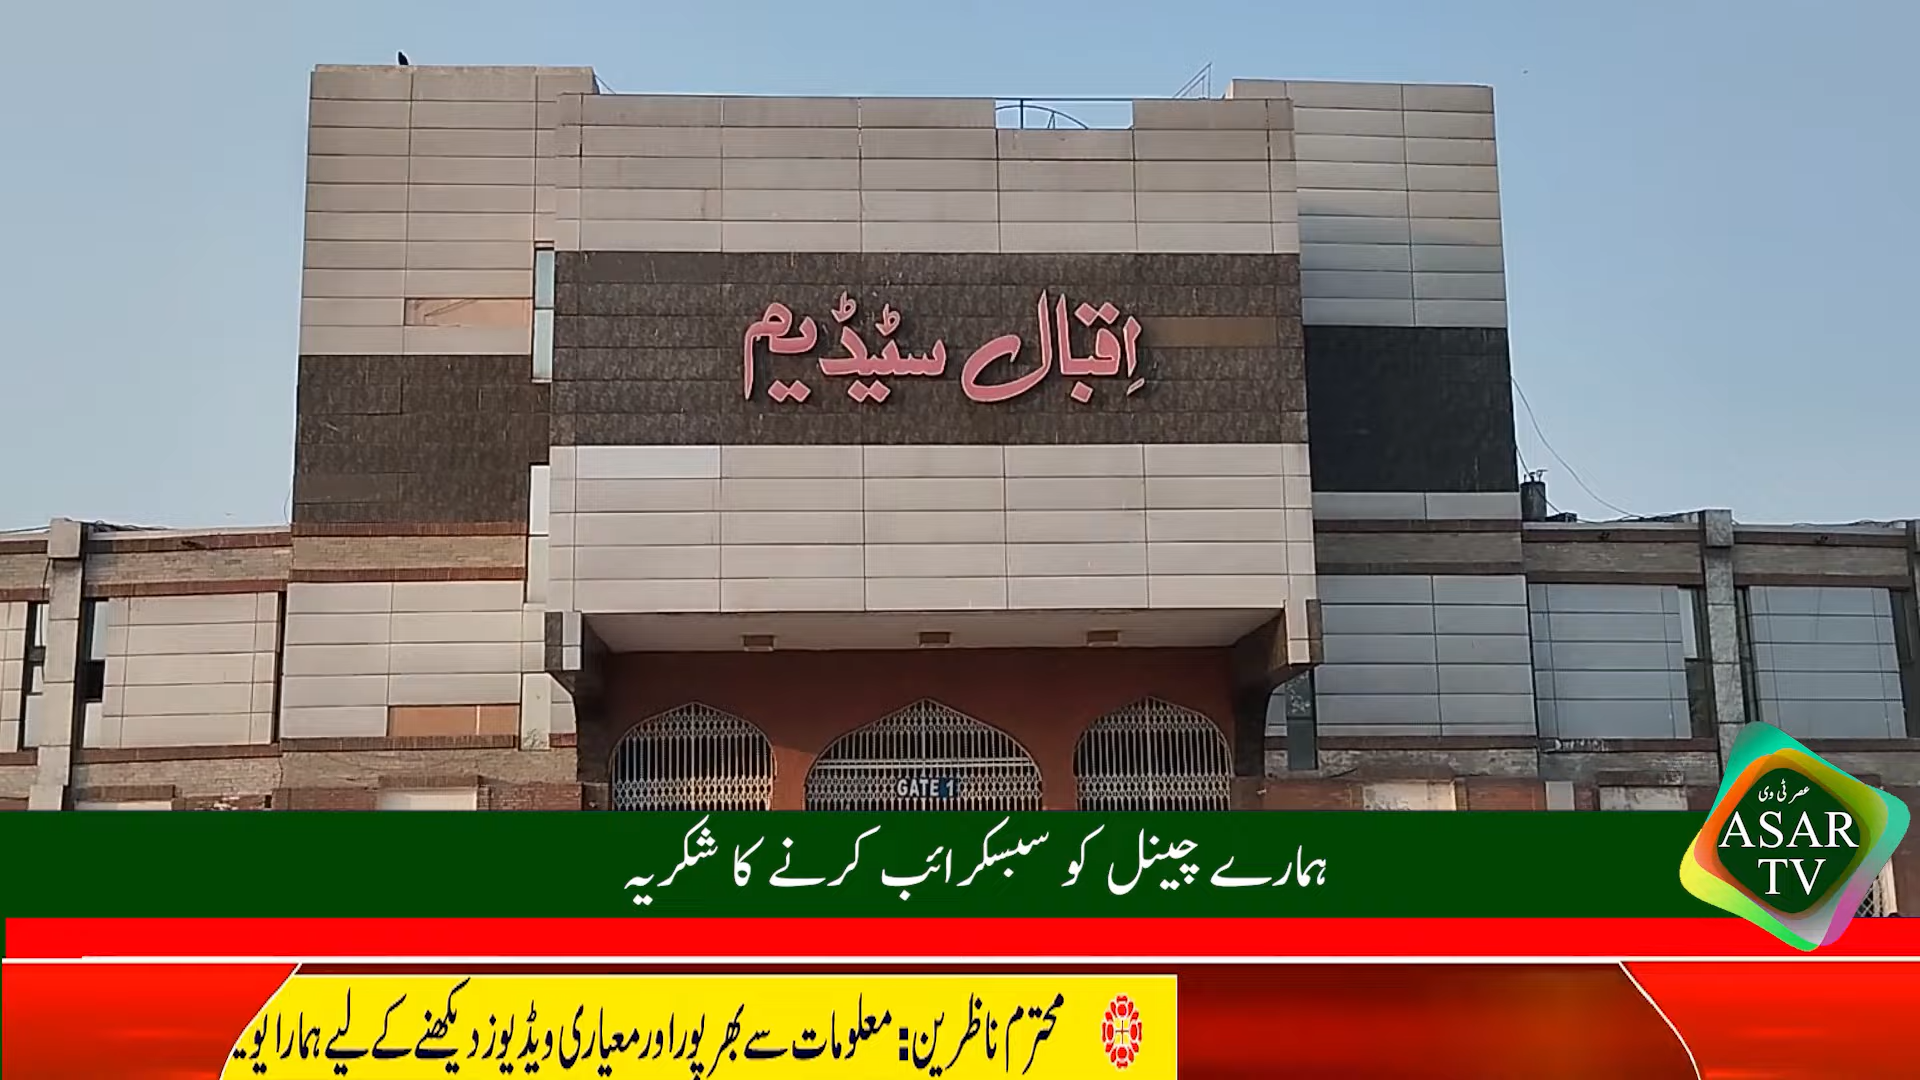 اِقبال سٹیڈیم
GATE 1
ہمارے چینل کو سبسکرائب کرنے کا شکریہ
عصر ٹی وی
ASAR
TV
محترم ناظرین: معلومات سے بھرپور اور معیاری ویڈیوز دیکھنے کے لیے ہمارا یو